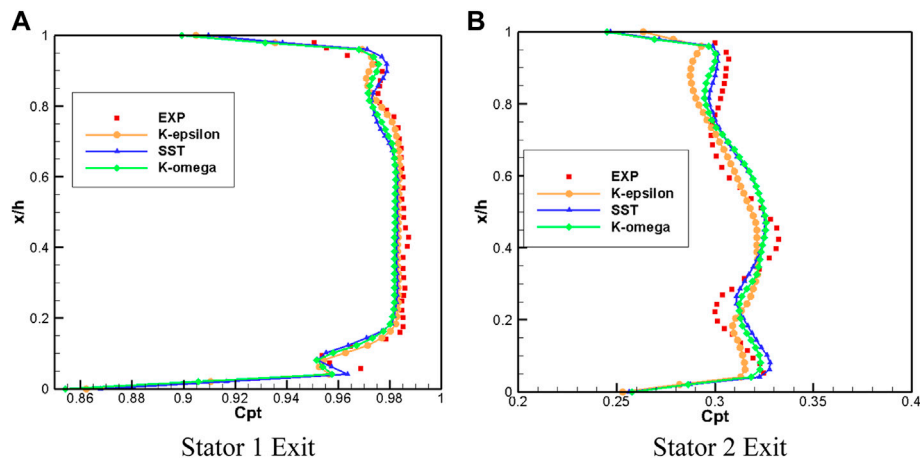 A
x/h
1
0.8
0.6
0.4
0.2
0
EXP
K-epsilon
SST
K-omega
0.86 0.88 0.9 0.92 0.94 0.96 0.98 1
Cpt
Stator 1 Exit
B
x/h
1
0.8
0.6
0.4
0.2
0
EXP
K-epsilon
SST
K-omega
0.2 0.25 0.3 0.35 0.4
Cpt
Stator 2 Exit